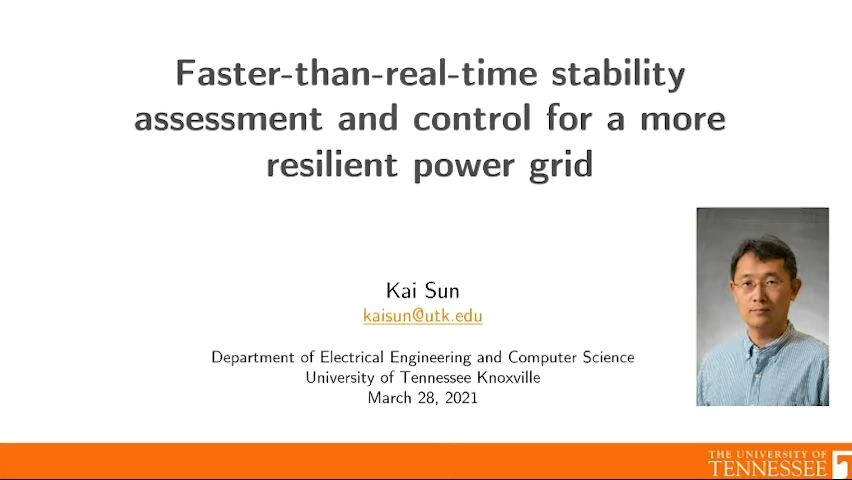 Faster-than-real-time stability
assessment and control for a more
resilient power grid
Kai Sun
kaisun@utk.edu
Department of Electrical Engineering and Computer Science
University of Tennessee Knoxville
March 28, 2021
THE UNIVERSITY OF
TENNESSEE